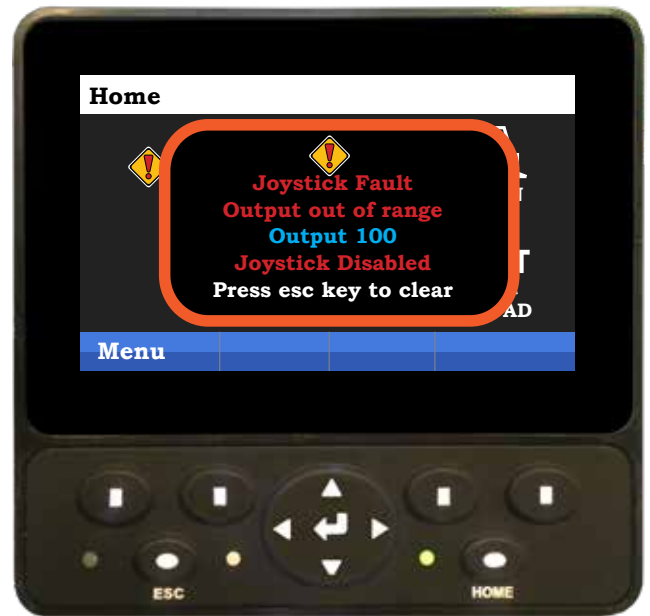 Home
Joystick Fault
Output out of range
Output 100
Joystick Disabled
Press esc key to clear
AD
Menu
ESC
HOME